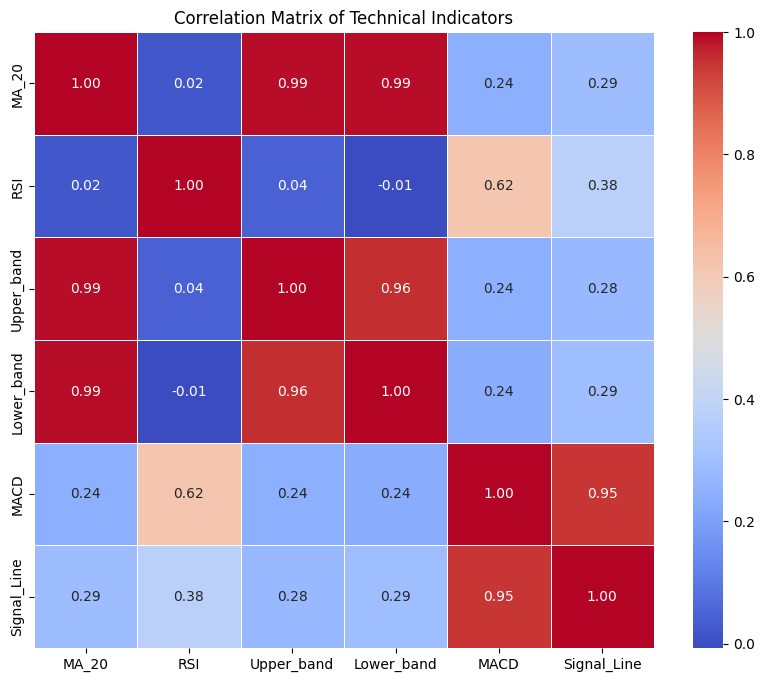 Correlation Matrix of Technical Indicators
MA_20 1.00 0.02 0.99 0.99 0.24 0.29
RSI 0.02 1.00 0.04 -0.01 0.62 0.38
Upper_band 0.99 0.04 1.00 0.96 0.24 0.28
Lower_band 0.99 -0.01 0.96 1.00 0.24 0.29
MACD 0.24 0.62 0.24 0.24 1.00 0.95
Signal_Line 0.29 0.38 0.28 0.29 0.95 1.00
MA_20 RSI Upper_band Lower_band MACD Signal_Line
1.0
0.8
0.6
0.4
0.2
0.0